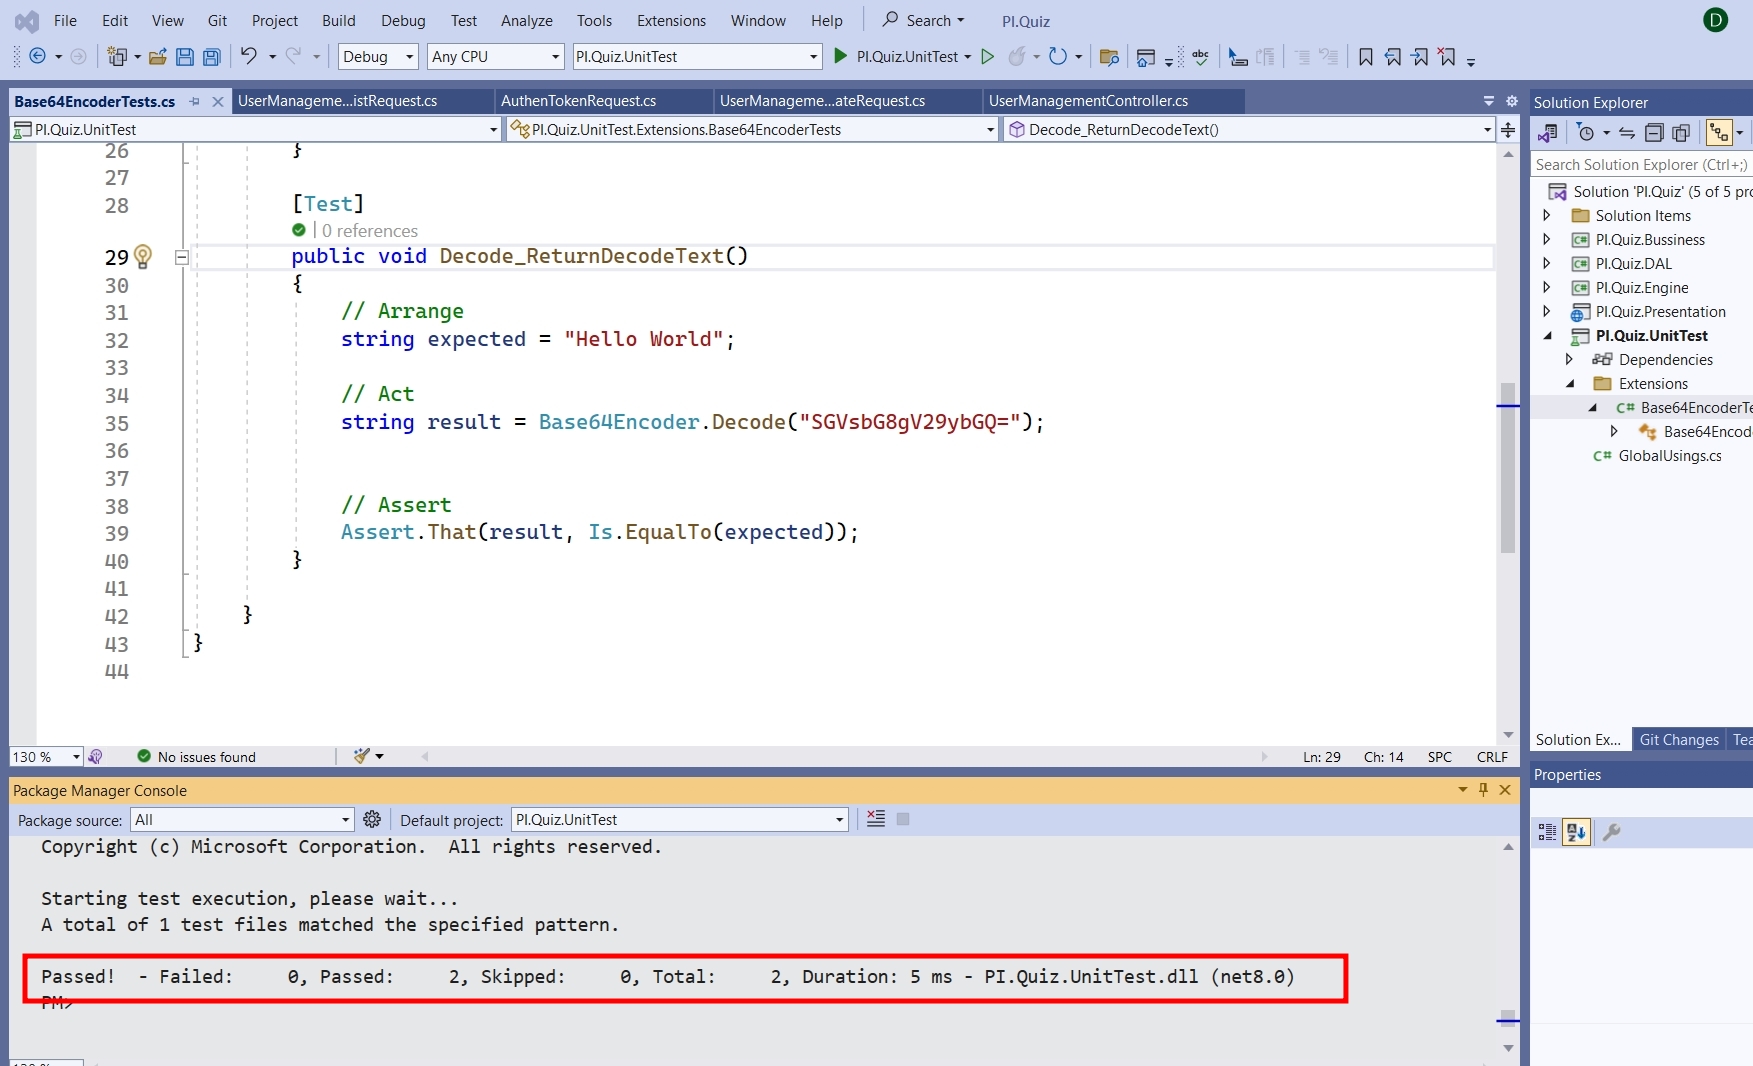 File Edit View Git Project Build Debug Test Analyze Tools Extensions Window Help Search PI.Quiz D
Debug Any CPU PI.Quiz.UnitTest PI.Quiz.UnitTest abc
Base64EncoderTests.cs UserManageme...istRequest.cs AuthenTokenRequest.cs UserManageme...ateRequest.cs UserManagementController.cs
PI.Quiz.UnitTest PI.Quiz.UnitTest.Extensions.Base64EncoderTests Decode_ReturnDecodeText()
26 }
27
28 [Test]
0 references
29 public void Decode_ReturnDecodeText()
30 {
31 // Arrange
32 string expected = "Hello World";
33
34 // Act
35 string result = Base64Encoder.Decode("SGVsbG8gV29ybGQ=");
36
37
38 // Assert
39 Assert.That(result, Is.EqualTo(expected));
40 }
41
42 }
43 }
44
130 % No issues found Ln: 29 Ch: 14 SPC CRLF
Package Manager Console
Package source: All Default project: PI.Quiz.UnitTest
Copyright (c) Microsoft Corporation. All rights reserved.
Starting test execution, please wait...
A total of 1 test files matched the specified pattern.
Passed! - Failed: 0, Passed: 2, Skipped: 0, Total: 2, Duration: 5 ms - PI.Quiz.UnitTest.dll (net8.0)
PM>
Solution Explorer
Search Solution Explorer (Ctrl+;)
Solution 'PI.Quiz' (5 of 5 pro
Solution Items
C# PI.Quiz.Bussiness
C# PI.Quiz.DAL
C# PI.Quiz.Engine
PI.Quiz.Presentation
PI.Quiz.UnitTest
Dependencies
Extensions
C# Base64EncoderTe
Base64Encod
C# GlobalUsings.cs
Solution Ex... Git Changes Tea
Properties